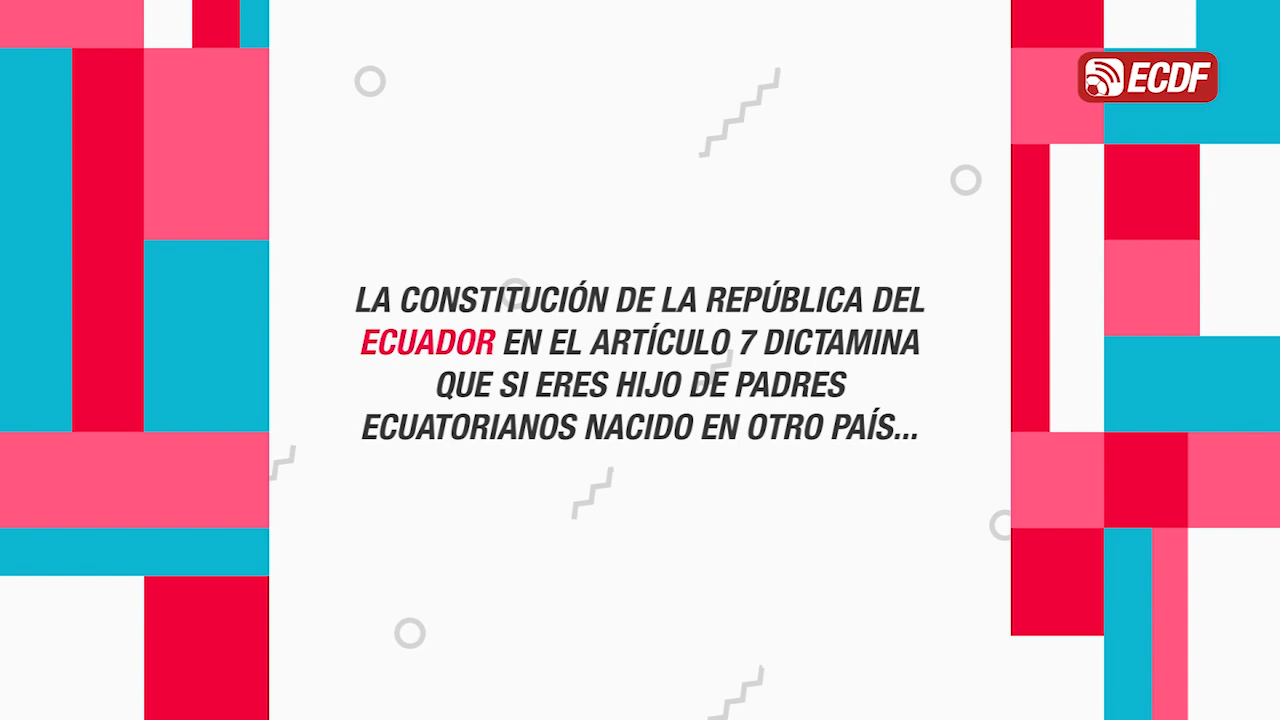 ECDF
LA CONSTITUCIÓN DE LA REPÚBLICA DEL
ECUADOR EN EL ARTÍCULO 7 DICTAMINA
QUE SI ERES HIJO DE PADRES
ECUATORIANOS NACIDO EN OTRO PAÍS...